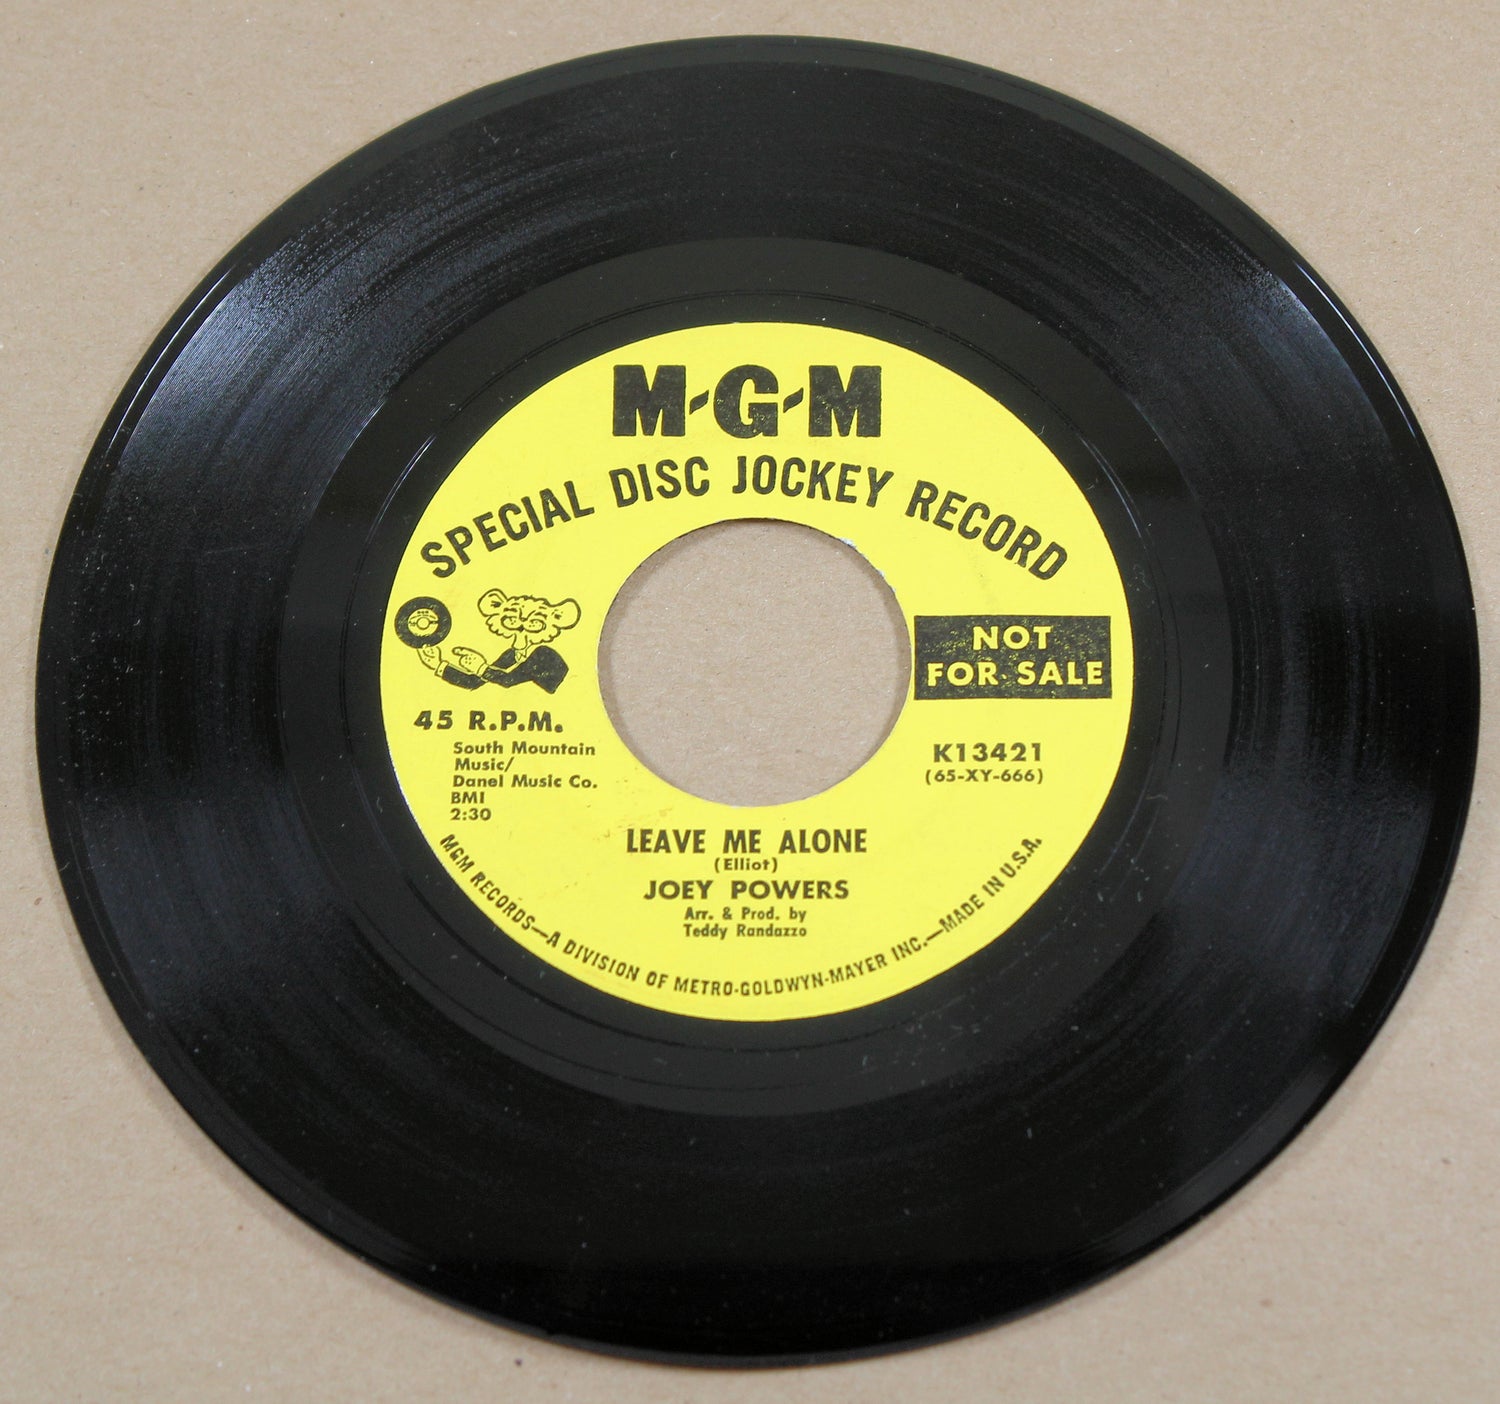 M-G-M
SPECIAL DISC JOCKEY RECORD
NOT
FOR SALE
45 R.P.M.
South Mountain
Music/
Danel Music Co.
BMI
2:30
K13421
(65-XY-666)
LEAVE ME ALONE
(Elliot)
JOEY POWERS
Arr. & Prod. by
Teddy Randazzo
MGM RECORDS—A DIVISION OF METRO-GOLDWYN-MAYER INC.—MADE IN U.S.A.